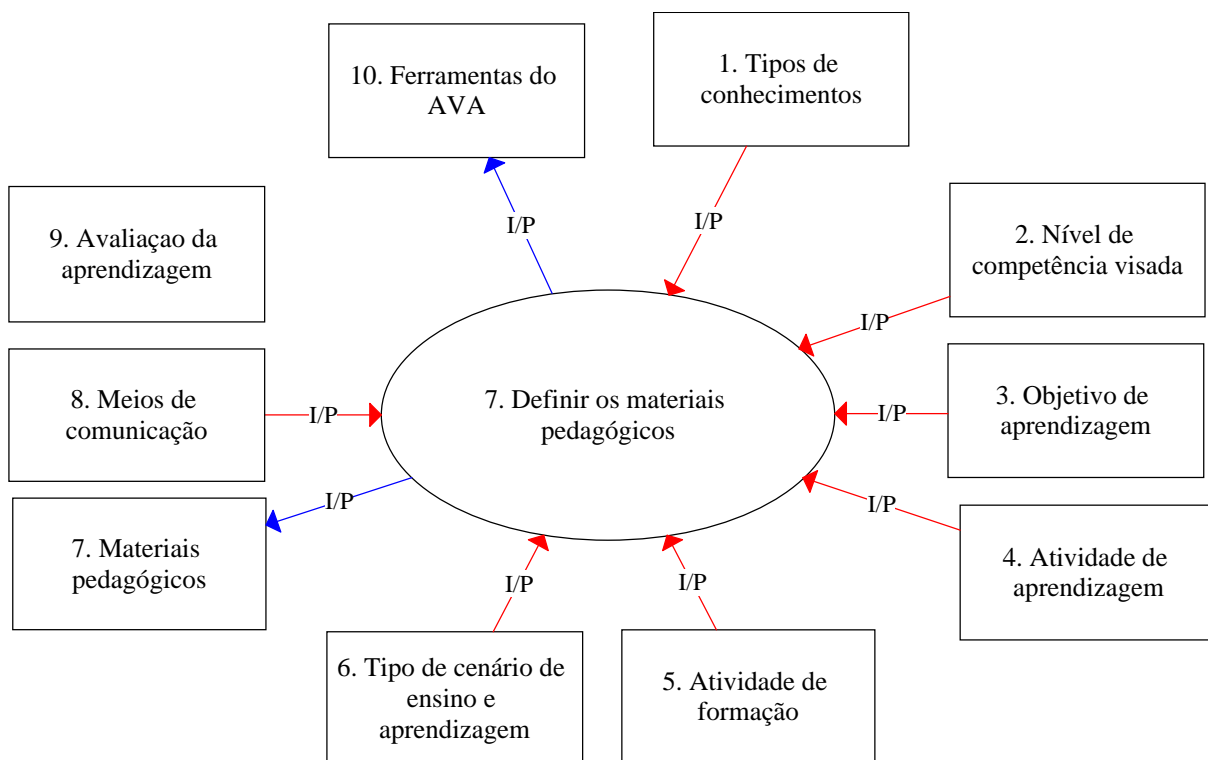 10. Ferramentas do
AVA
1. Tipos de
conhecimentos
I/P
I/P
9. Avaliaçao da
aprendizagem
2. Nível de
competência visada
I/P
8. Meios de
comunicação
I/P
7. Definir os materiais
pedagógicos
I/P
3. Objetivo de
aprendizagem
7. Materiais
pedagógicos
I/P
I/P
4. Atividade de
aprendizagem
I/P
I/P
6. Tipo de cenário de
ensino e
aprendizagem
5. Atividade de
formação